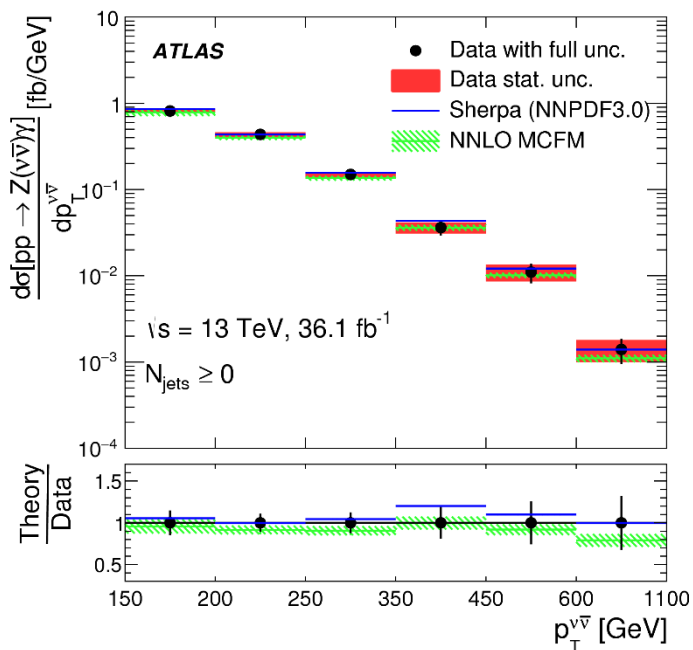 ATLAS
Data with full unc.
Data stat. unc.
Sherpa (NNPDF3.0)
NNLO MCFM
dσ[pp → Z(νν̅)γ] / dp_T^{νν̅} [fb/GeV]
10
1
10⁻¹
10⁻²
10⁻³
10⁻⁴
√s = 13 TeV, 36.1 fb⁻¹
N_jets ≥ 0
Theory
Data
1.5
1
0.5
150 200 250 350 450 600 1100
p_T^{νν̅} [GeV]